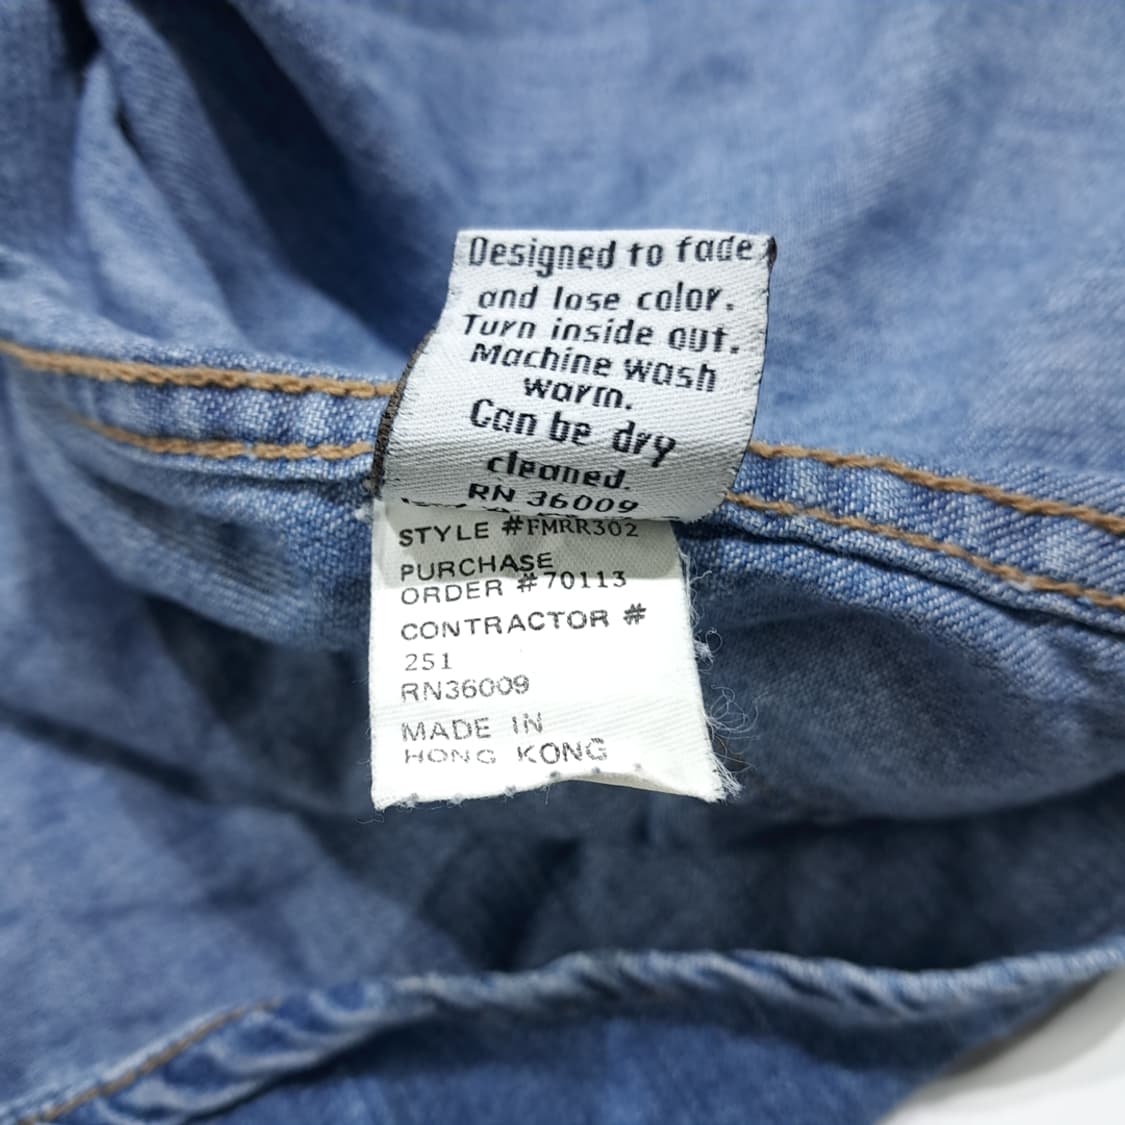 Designed to fade
and lose color.
Turn inside out.
Machine wash
warm.
Can be dry
cleaned.
RN 36009
STYLE #FMRR302
PURCHASE
ORDER #70113
CONTRACTOR #
251
RN36009
MADE IN
HONG KONG